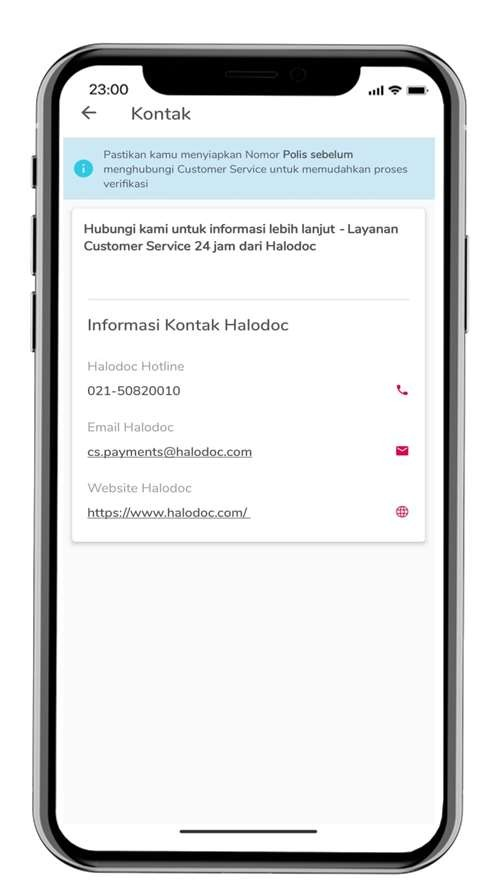 23:00
Kontak
Pastikan kamu menyiapkan Nomor Polis sebelum
menghubungi Customer Service untuk memudahkan proses
verifikasi
Hubungi kami untuk informasi lebih lanjut - Layanan
Customer Service 24 jam dari Halodoc
Informasi Kontak Halodoc
Halodoc Hotline
021-50820010
Email Halodoc
cs.payments@halodoc.com
Website Halodoc
https://www.halodoc.com/